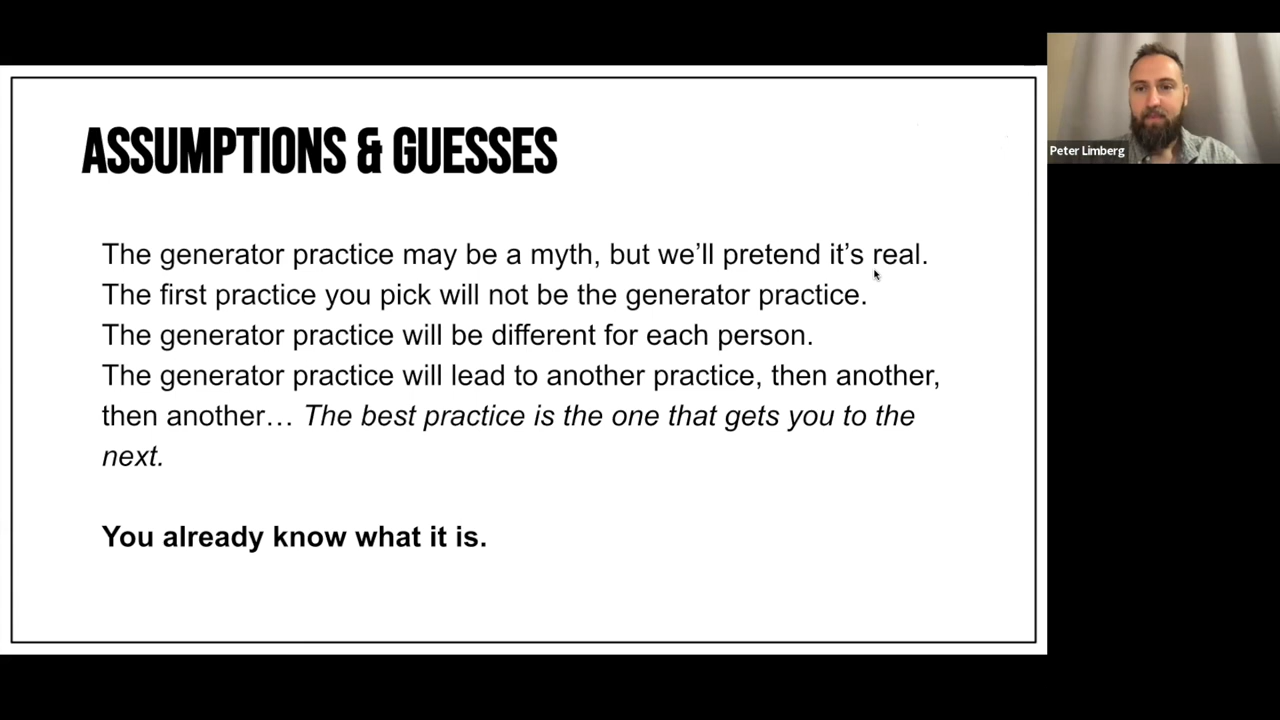 ASSUMPTIONS & GUESSES
Peter Limberg
The generator practice may be a myth, but we’ll pretend it’s real.
The first practice you pick will not be the generator practice.
The generator practice will be different for each person.
The generator practice will lead to another practice, then another,
then another… The best practice is the one that gets you to the
next.
You already know what it is.